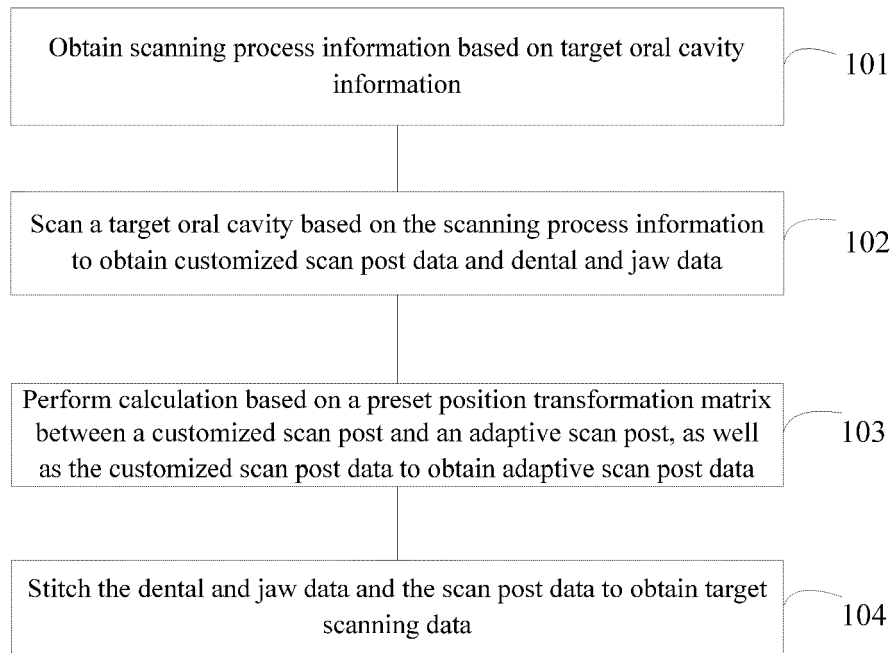 Obtain scanning process information based on target oral cavity
information
101
Scan a target oral cavity based on the scanning process information
to obtain customized scan post data and dental and jaw data
102
Perform calculation based on a preset position transformation matrix
between a customized scan post and an adaptive scan post, as well
as the customized scan post data to obtain adaptive scan post data
103
Stitch the dental and jaw data and the scan post data to obtain target
scanning data
104